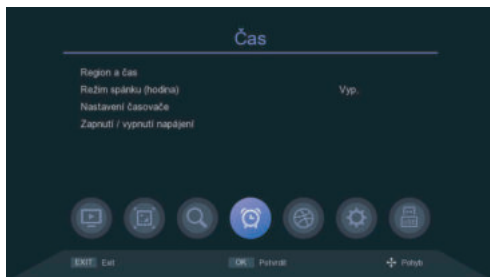 Čas
Region a čas
Režim spánku (hodina) Vyp.
Nastavení časovače
Zapnutí / vypnutí napájení
EXIT Exit OK Potvrdit Pohyb